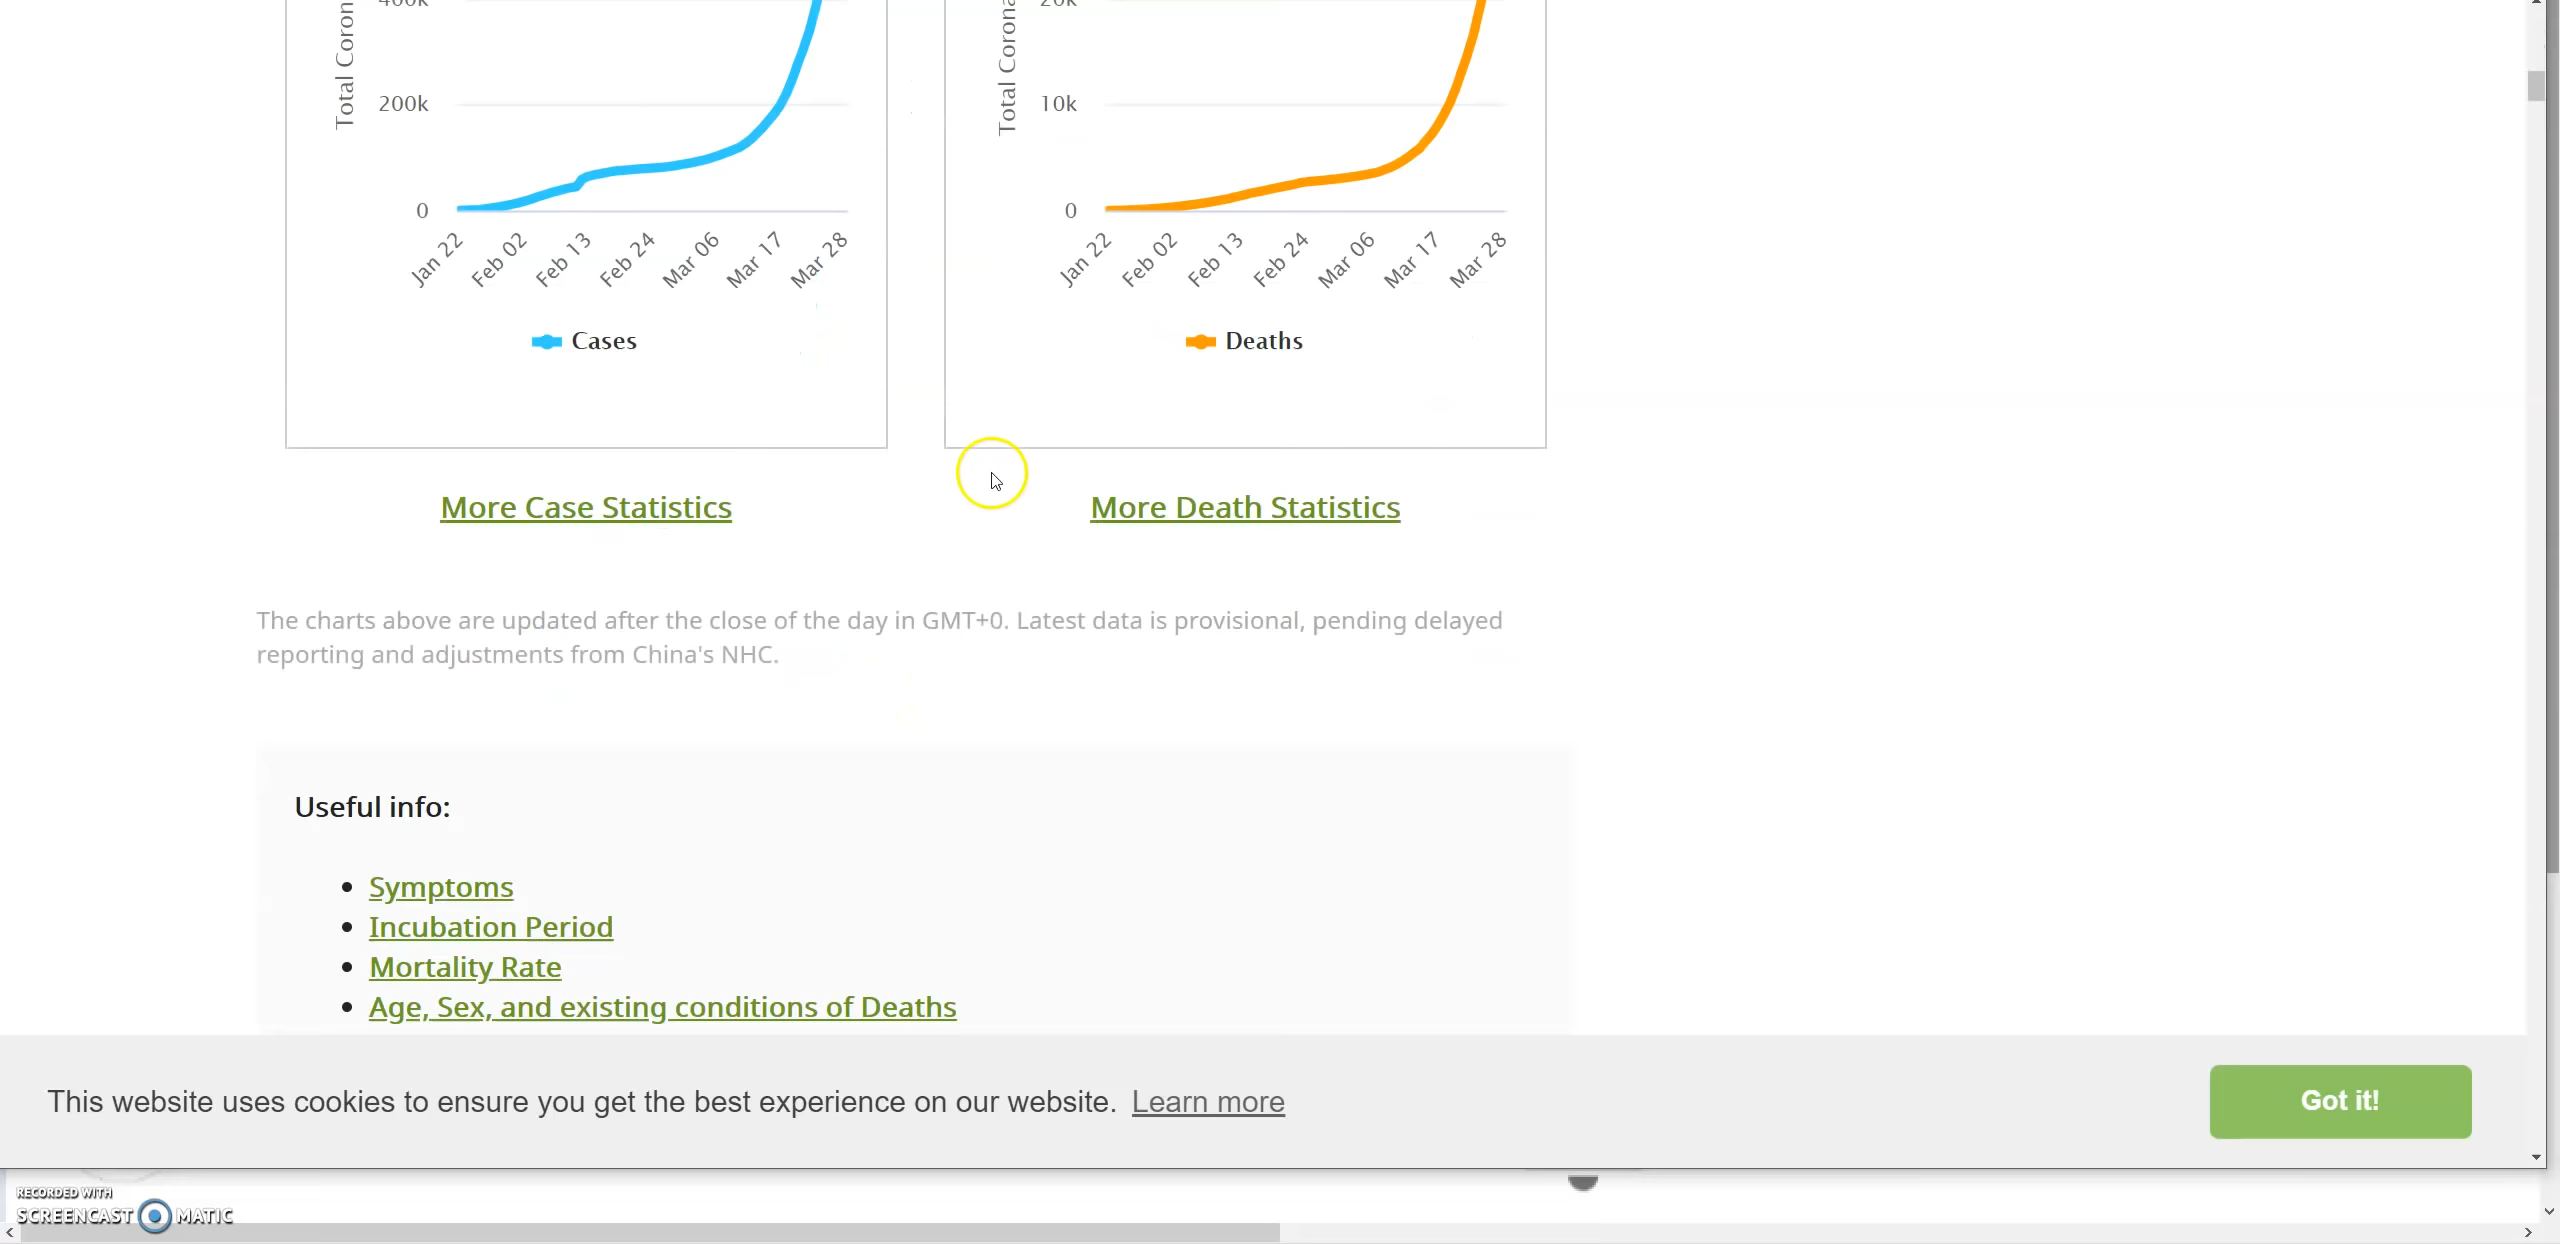 400k
Total Coron
200k
0
Jan 22
Feb 02
Feb 13
Feb 24
Mar 06
Mar 17
Mar 28
Cases
20k
Total Corona
10k
0
Jan 22
Feb 02
Feb 13
Feb 24
Mar 06
Mar 17
Mar 28
Deaths
More Case Statistics
More Death Statistics
The charts above are updated after the close of the day in GMT+0. Latest data is provisional, pending delayed
reporting and adjustments from China's NHC.
Useful info:
Symptoms
Incubation Period
Mortality Rate
Age, Sex, and existing conditions of Deaths
This website uses cookies to ensure you get the best experience on our website. Learn more
Got it!
RECORDED WITH
SCREENCAST MATIC